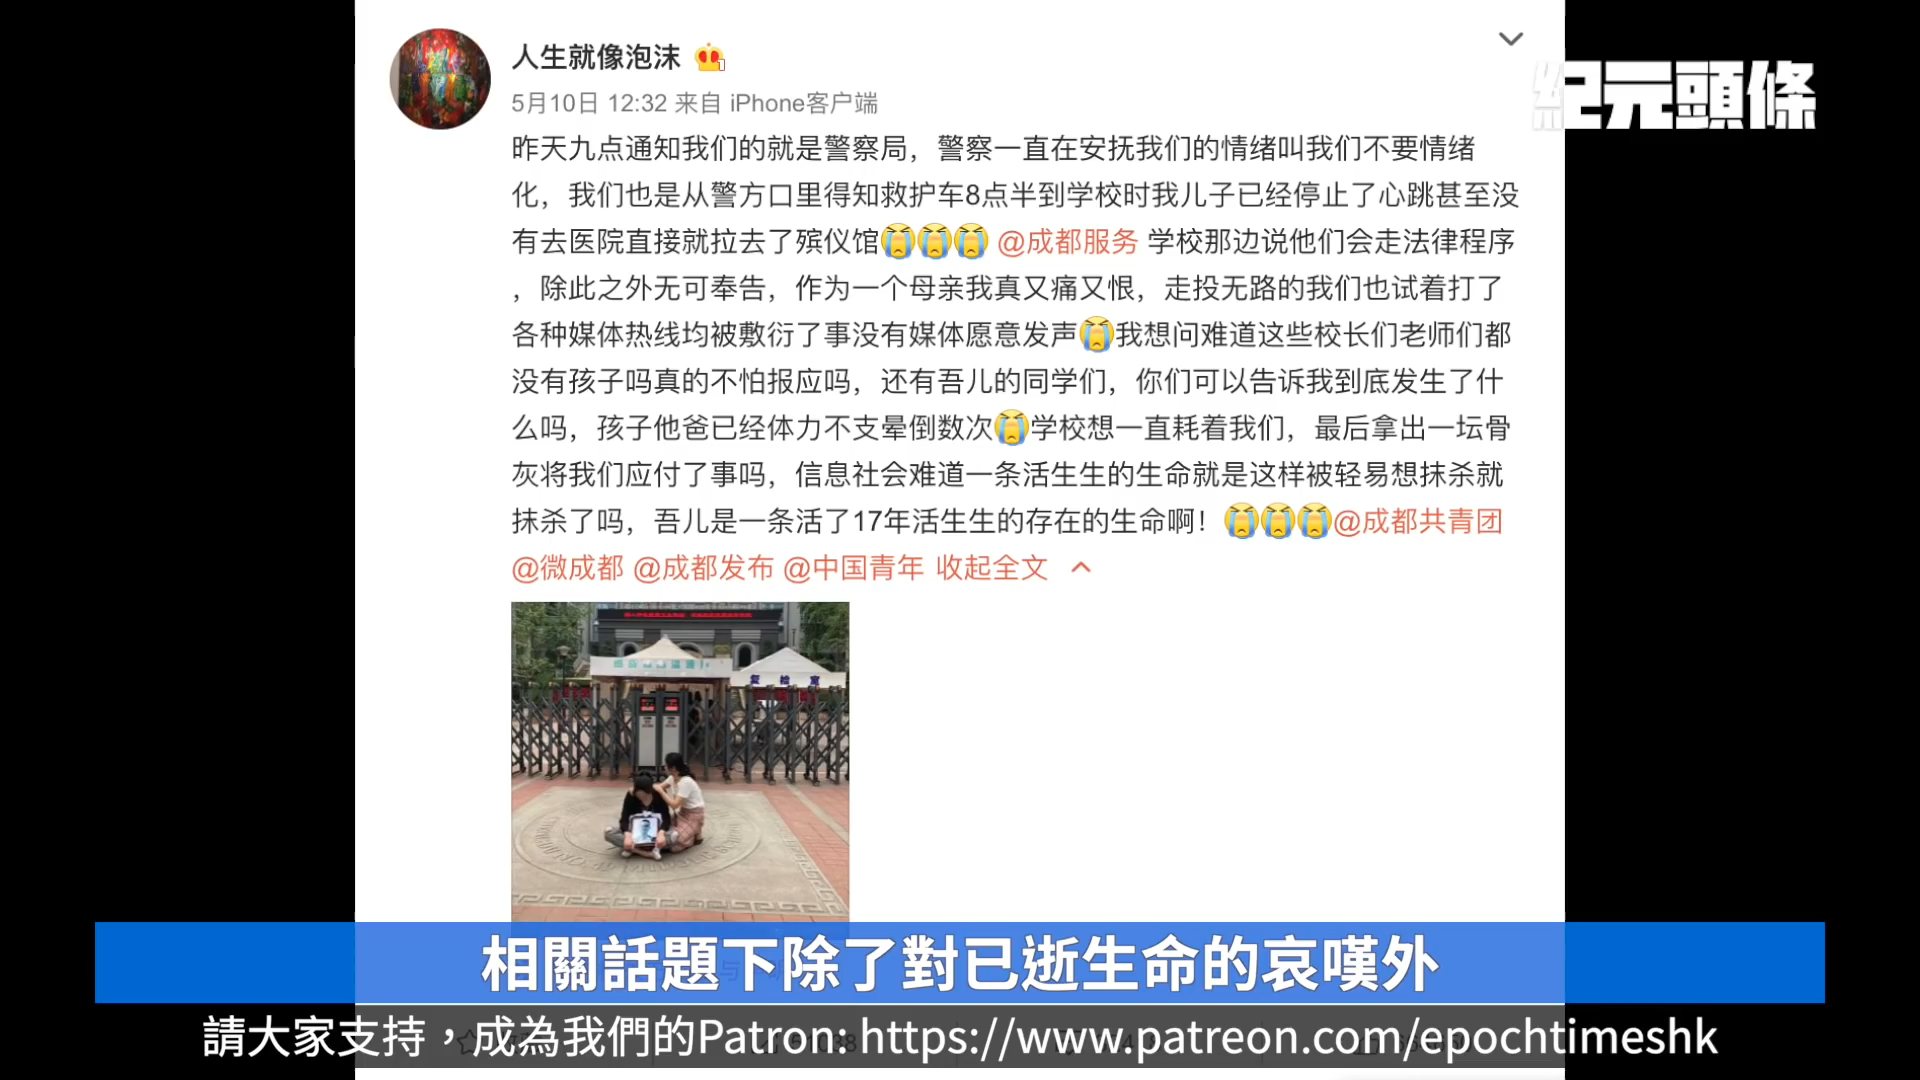 人生就像泡沫
紀元頭條
5月10日 12:32 来自 iPhone客户端
昨天九点通知我们的就是警察局，警察一直在安抚我们的情绪叫我们不要情绪
化，我们也是从警方口里得知救护车8点半到学校时我儿子已经停止了心跳甚至没
有去医院直接就拉去了殡仪馆😭😭😭 @成都服务 学校那边说他们会走法律程序
，除此之外无可奉告，作为一个母亲我真又痛又恨，走投无路的我们也试着打了
各种媒体热线均被敷衍了事没有媒体愿意发声😭我想问难道这些校长们老师们都
没有孩子吗真的不怕报应吗，还有吾儿的同学们，你们可以告诉我到底发生了什
么吗，孩子他爸已经体力不支晕倒数次😭学校想一直耗着我们，最后拿出一坛骨
灰将我们应付了事吗，信息社会难道一条活生生的生命就是这样被轻易想抹杀就
抹杀了吗，吾儿是一条活了17年活生生的存在的生命啊！😭😭😭@成都共青团
@微成都 @成都发布 @中国青年 收起全文
复检室
相關話題下除了對已逝生命的哀嘆外
請大家支持，成為我們的Patron: https://www.patreon.com/epochtimeshk